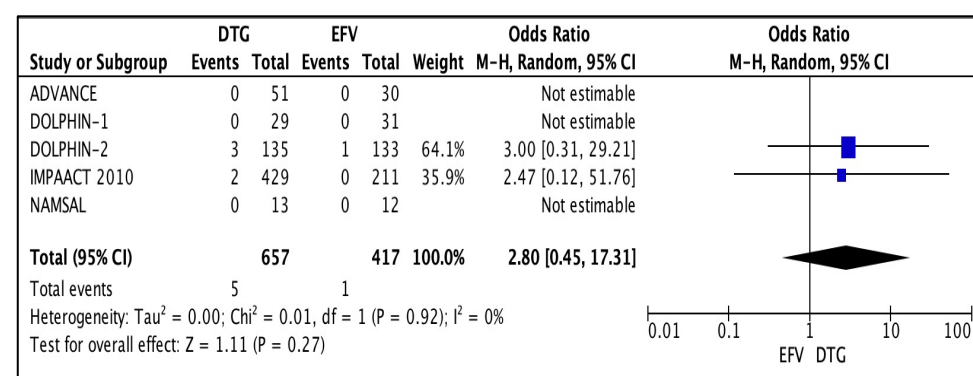 DTG EFV Odds Ratio Odds Ratio
Study or Subgroup Events Total Events Total Weight M-H, Random, 95% CI M-H, Random, 95% CI
ADVANCE 0 51 0 30 Not estimable
DOLPHIN-1 0 29 0 31 Not estimable
DOLPHIN-2 3 135 1 133 64.1% 3.00 [0.31, 29.21]
IMPAACT 2010 2 429 0 211 35.9% 2.47 [0.12, 51.76]
NAMSAL 0 13 0 12 Not estimable
Total (95% CI) 657 417 100.0% 2.80 [0.45, 17.31]
Total events 5 1
Heterogeneity: Tau² = 0.00; Chi² = 0.01, df = 1 (P = 0.92); I² = 0%
Test for overall effect: Z = 1.11 (P = 0.27)
0.01 0.1 1 10 100
EFV DTG